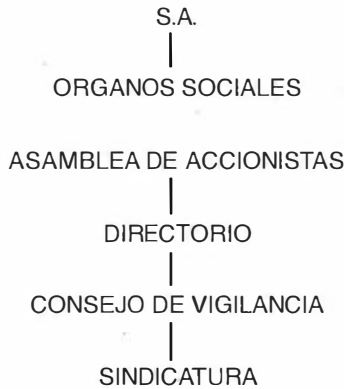 S.A.
ORGANOS SOCIALES
ASAMBLEA DE ACCIONISTAS
DIRECTORIO
CONSEJO DE VIGILANCIA
SINDICATURA